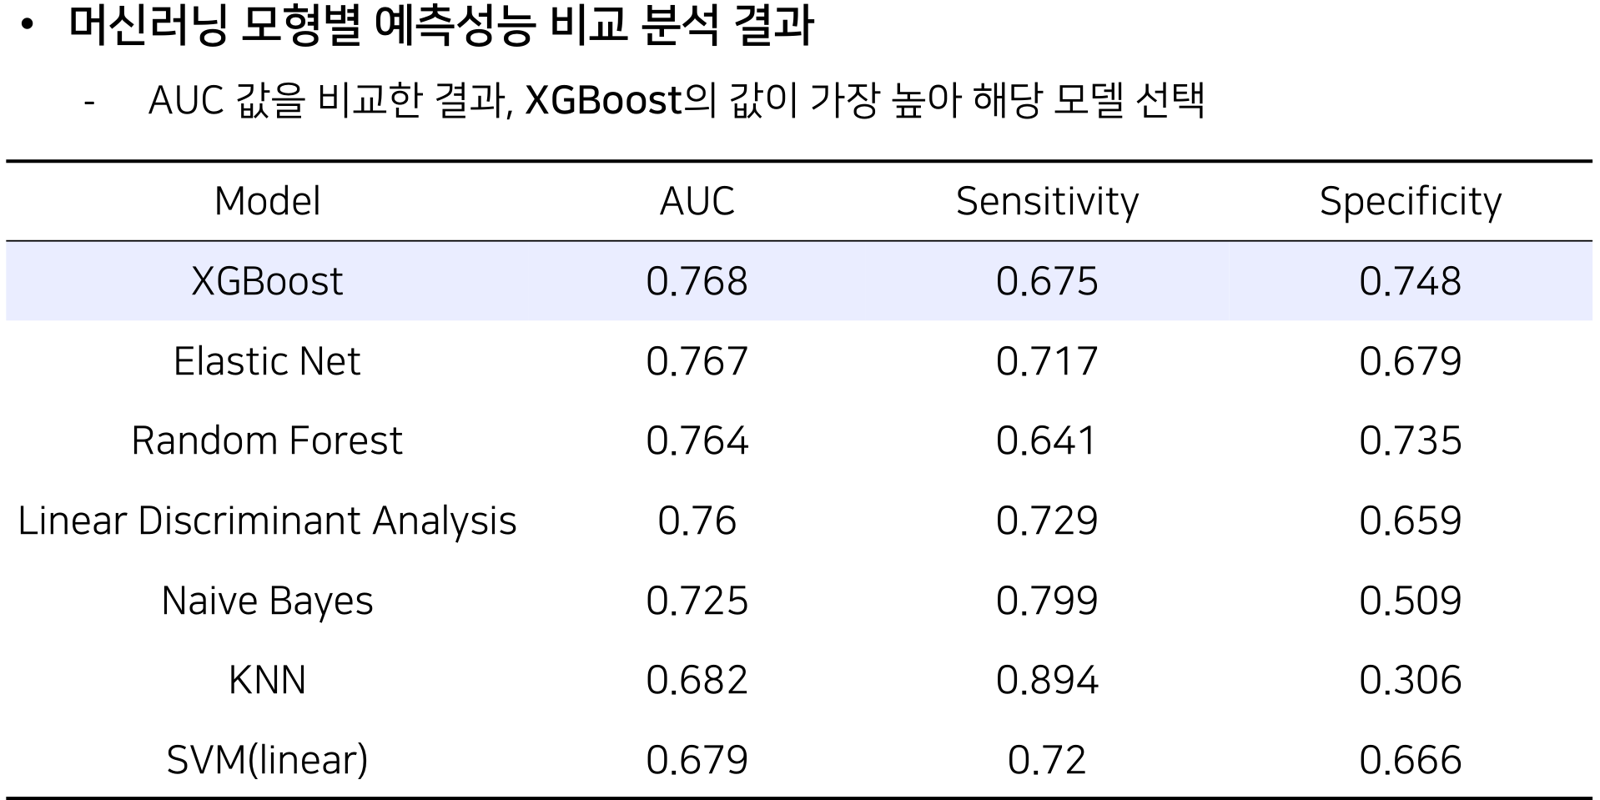 • 머신러닝 모형별 예측성능 비교 분석 결과
- AUC 값을 비교한 결과, XGBoost의 값이 가장 높아 해당 모델 선택
Model AUC Sensitivity Specificity
XGBoost 0.768 0.675 0.748
Elastic Net 0.767 0.717 0.679
Random Forest 0.764 0.641 0.735
Linear Discriminant Analysis 0.76 0.729 0.659
Naive Bayes 0.725 0.799 0.509
KNN 0.682 0.894 0.306
SVM(linear) 0.679 0.72 0.666